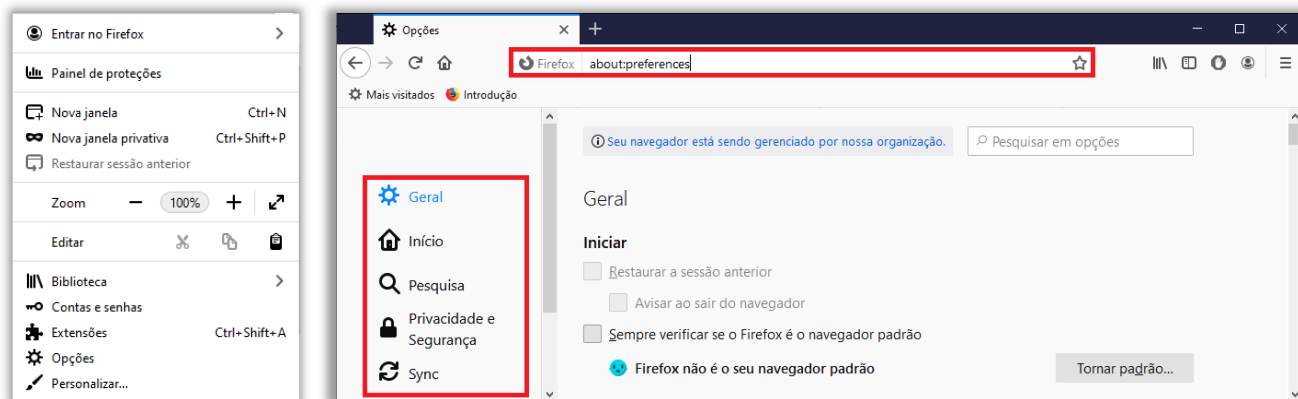 Entrar no Firefox
Painel de proteções
Nova janela Ctrl+N
Nova janela privativa Ctrl+Shift+P
Restaurar sessão anterior
Zoom 100%
Editar
Biblioteca
Contas e senhas
Extensões Ctrl+Shift+A
Opções
Personalizar...
Opções
Firefox about:preferences
Mais visitados Introdução
Seu navegador está sendo gerenciado por nossa organização.
Pesquisar em opções
Geral
Início
Pesquisa
Privacidade e
Segurança
Sync
Geral
Iniciar
Restaurar a sessão anterior
Avisar ao sair do navegador
Sempre verificar se o Firefox é o navegador padrão
Firefox não é o seu navegador padrão
Tornar padrão...